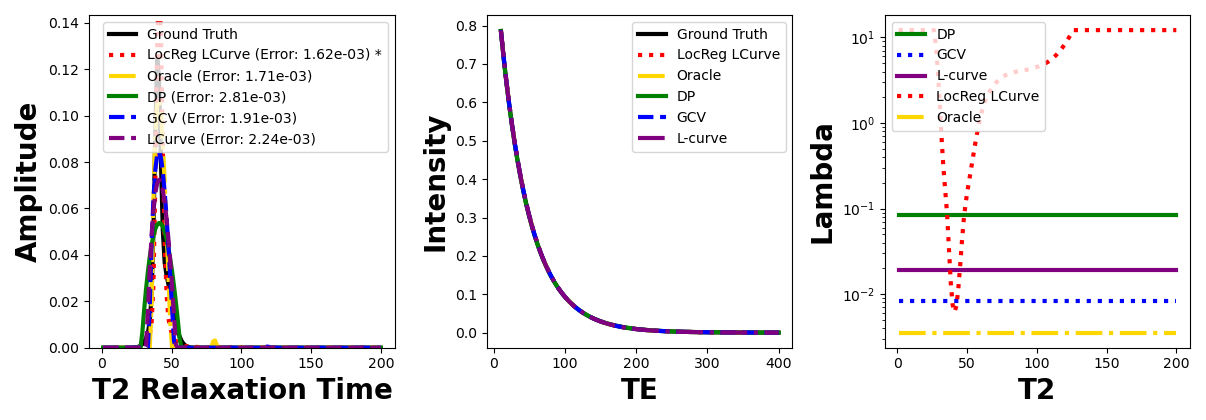 Amplitude
0.14
0.12
0.10
0.08
0.06
0.04
0.02
0.00
0 50 100 150 200
T2 Relaxation Time
Ground Truth
LocReg LCurve (Error: 1.62e-03) *
Oracle (Error: 1.71e-03)
DP (Error: 2.81e-03)
GCV (Error: 1.91e-03)
LCurve (Error: 2.24e-03)
Intensity
0.8
0.7
0.6
0.5
0.4
0.3
0.2
0.1
0.0
0 100 200 300 400
TE
Ground Truth
LocReg LCurve
Oracle
DP
GCV
L-curve
Lambda
10¹
10⁰
10⁻¹
10⁻²
0 50 100 150 200
T2
DP
GCV
L-curve
LocReg LCurve
Oracle